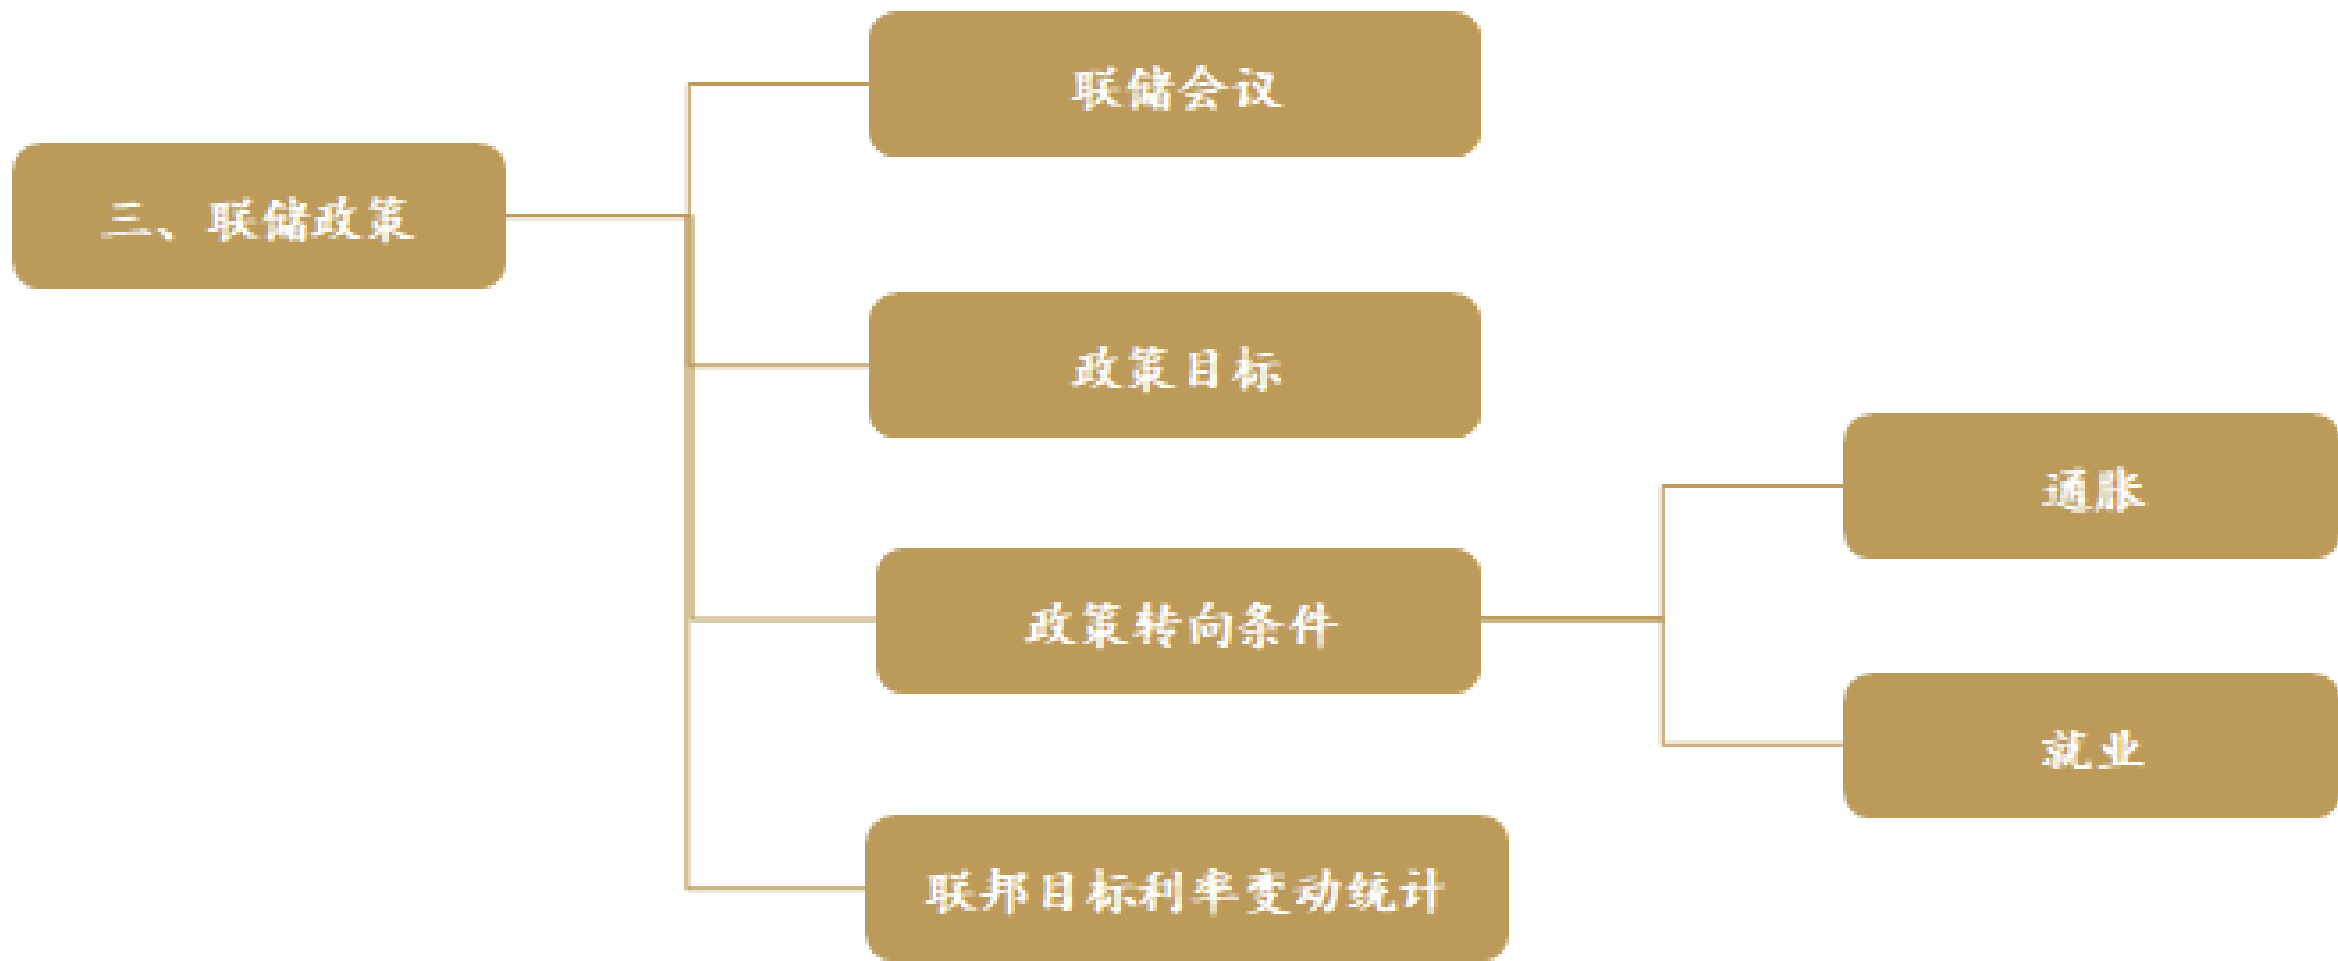 三、联储政策
联储会议
政策目标
政策转向条件
通胀
就业
联邦目标利率变动统计